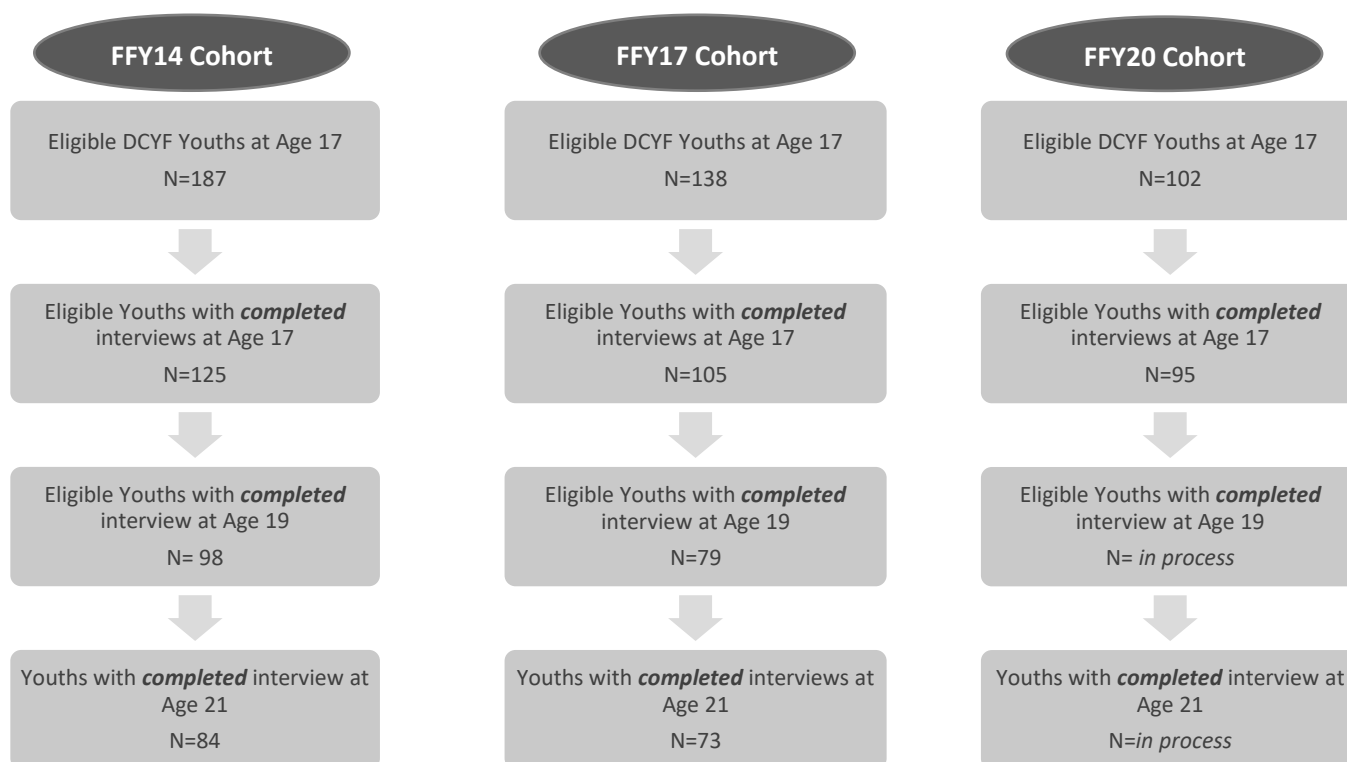 FFY14 Cohort
Eligible DCYF Youths at Age 17
N=187
Eligible Youths with completed
interviews at Age 17
N=125
Eligible Youths with completed
interview at Age 19
N= 98
Youths with completed interview at
Age 21
N=84
FFY17 Cohort
Eligible DCYF Youths at Age 17
N=138
Eligible Youths with completed
interviews at Age 17
N=105
Eligible Youths with completed
interview at Age 19
N=79
Youths with completed interviews at
Age 21
N=73
FFY20 Cohort
Eligible DCYF Youths at Age 17
N=102
Eligible Youths with completed
interviews at Age 17
N=95
Eligible Youths with completed
interview at Age 19
N= in process
Youths with completed interview at
Age 21
N=in process